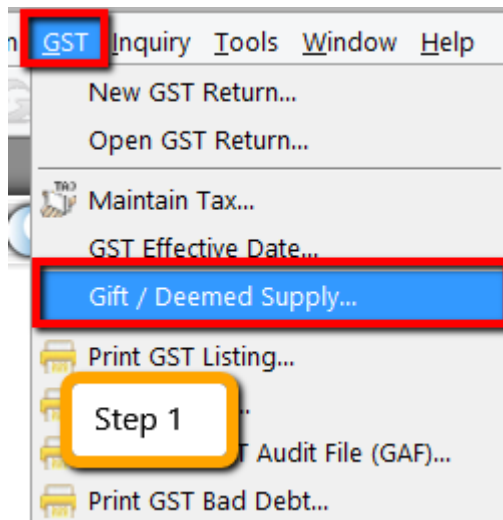 GST Inquiry Tools Window Help
New GST Return...
Open GST Return...
Maintain Tax...
GST Effective Date...
Gift / Deemed Supply...
Print GST Listing...
Step 1
Audit File (GAF)...
Print GST Bad Debt...